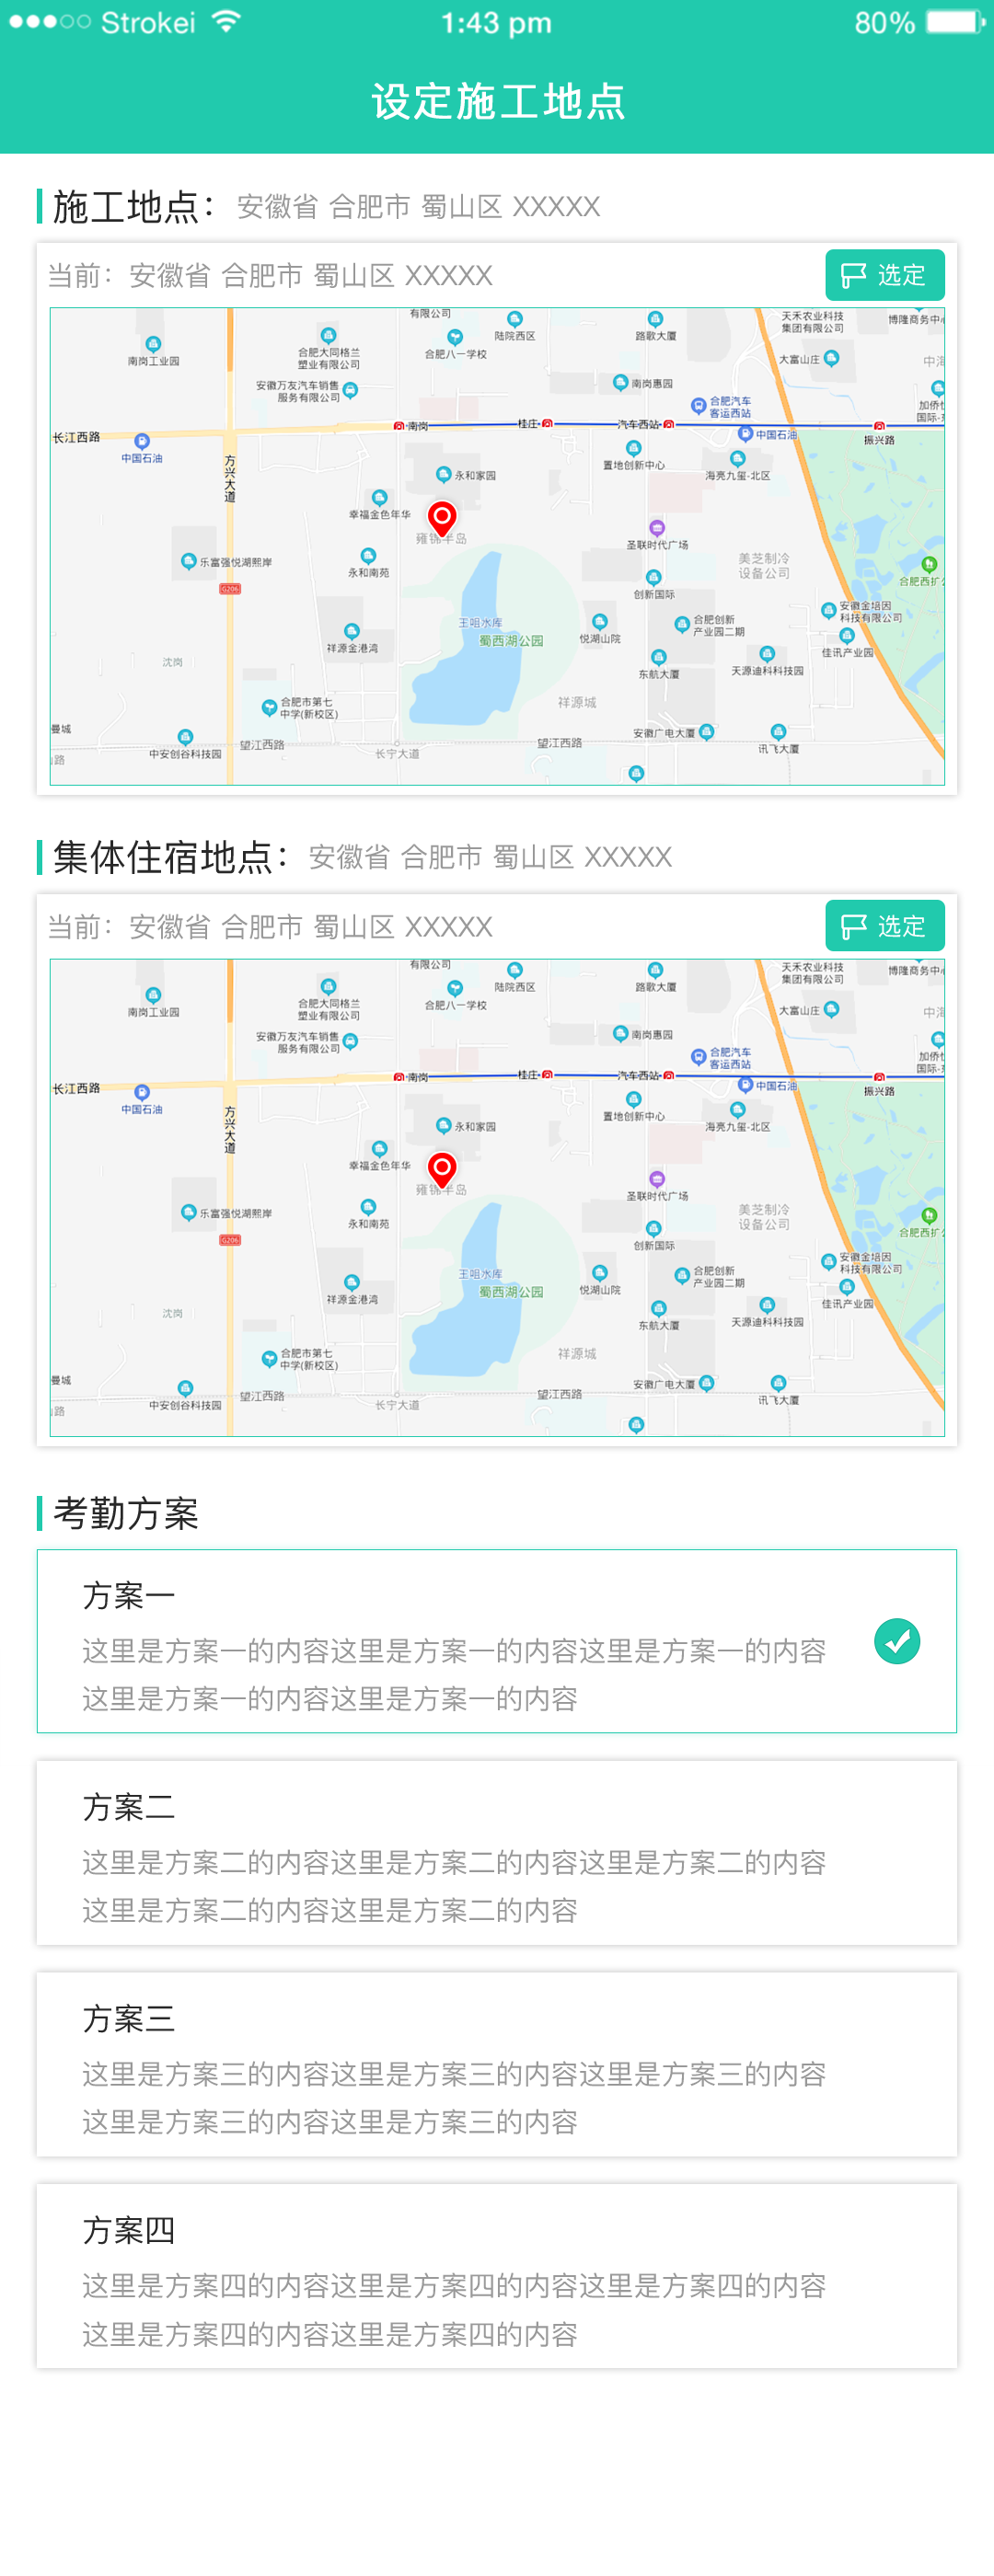 Strokei
1:43 pm
80%
设定施工地点
施工地点： 安徽省 合肥市 蜀山区 XXXXX
当前： 安徽省 合肥市 蜀山区 XXXXX
选定
有限公司
陆院西区
路歌大厦
天禾农业科技
集团有限公司
博隆商务中心
南岗工业园
合肥大同格兰
塑业有限公司
合肥八一学校
大富山庄
中海
安徽万友汽车销售
服务有限公司
南岗惠园
合肥汽车
客运西站
加侨
国际·
长江西路
南岗
桂庄
汽车西站
中国石油
振兴路
中国石油
方兴大道
永和家园
置地创新中心
海亮九玺-北区
幸福金色年华
雍锦半岛
圣联时代广场
美芝制冷
设备公司
乐富强悦湖熙岸
永和南苑
创新国际
合肥西扩
G206
安徽金培因
科技有限公司
王咀水库
蜀西湖公园
悦湖山院
合肥创新
产业园二期
祥源金港湾
佳讯产业园
沈岗
东航大厦
天源迪科科技园
合肥市第七
中学(新校区)
祥源城
曼城
安徽广电大厦
中安创谷科技园
望江西路
长宁大道
望江西路
讯飞大厦
路
集体住宿地点： 安徽省 合肥市 蜀山区 XXXXX
当前： 安徽省 合肥市 蜀山区 XXXXX
选定
有限公司
陆院西区
路歌大厦
天禾农业科技
集团有限公司
博隆商务中心
南岗工业园
合肥大同格兰
塑业有限公司
合肥八一学校
大富山庄
中海
安徽万友汽车销售
服务有限公司
南岗惠园
合肥汽车
客运西站
加侨
国际·
长江西路
南岗
桂庄
汽车西站
中国石油
振兴路
中国石油
方兴大道
永和家园
置地创新中心
海亮九玺-北区
幸福金色年华
雍锦半岛
圣联时代广场
美芝制冷
设备公司
乐富强悦湖熙岸
永和南苑
创新国际
合肥西扩
G206
安徽金培因
科技有限公司
王咀水库
蜀西湖公园
悦湖山院
合肥创新
产业园二期
祥源金港湾
佳讯产业园
沈岗
东航大厦
天源迪科科技园
合肥市第七
中学(新校区)
祥源城
曼城
安徽广电大厦
中安创谷科技园
望江西路
长宁大道
望江西路
讯飞大厦
路
考勤方案
方案一
这里是方案一的内容这里是方案一的内容这里是方案一的内容
这里是方案一的内容这里是方案一的内容
方案二
这里是方案二的内容这里是方案二的内容这里是方案二的内容
这里是方案二的内容这里是方案二的内容
方案三
这里是方案三的内容这里是方案三的内容这里是方案三的内容
这里是方案三的内容这里是方案三的内容
方案四
这里是方案四的内容这里是方案四的内容这里是方案四的内容
这里是方案四的内容这里是方案四的内容